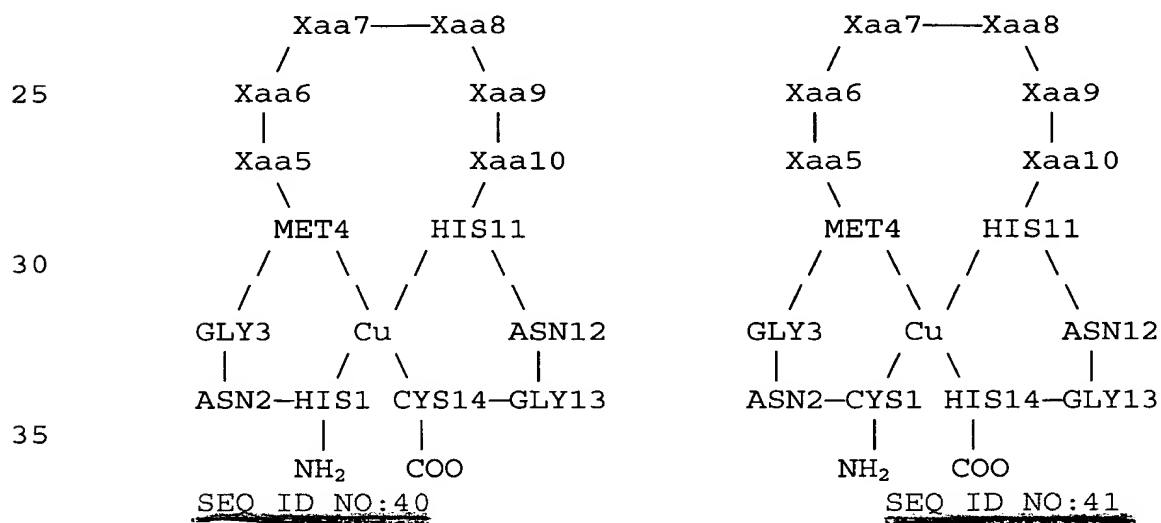 Xaa7——Xaa8 Xaa7——Xaa8
/ \ / \
25 Xaa6 Xaa9 Xaa6 Xaa9
| | | |
Xaa5 Xaa10 Xaa5 Xaa10
\ / \ /
MET4 HIS11 MET4 HIS11
30 / \ / \ / \ / \
/ \ / \ / \ / \
GLY3 Cu ASN12 GLY3 Cu ASN12
| / \ | | / \ |
ASN2—HIS1 CYS14—GLY13 ASN2—CYS1 HIS14—GLY13
35 | | | |
NH₂ COO NH₂ COO
SEQ ID NO:40 SEQ ID NO:41